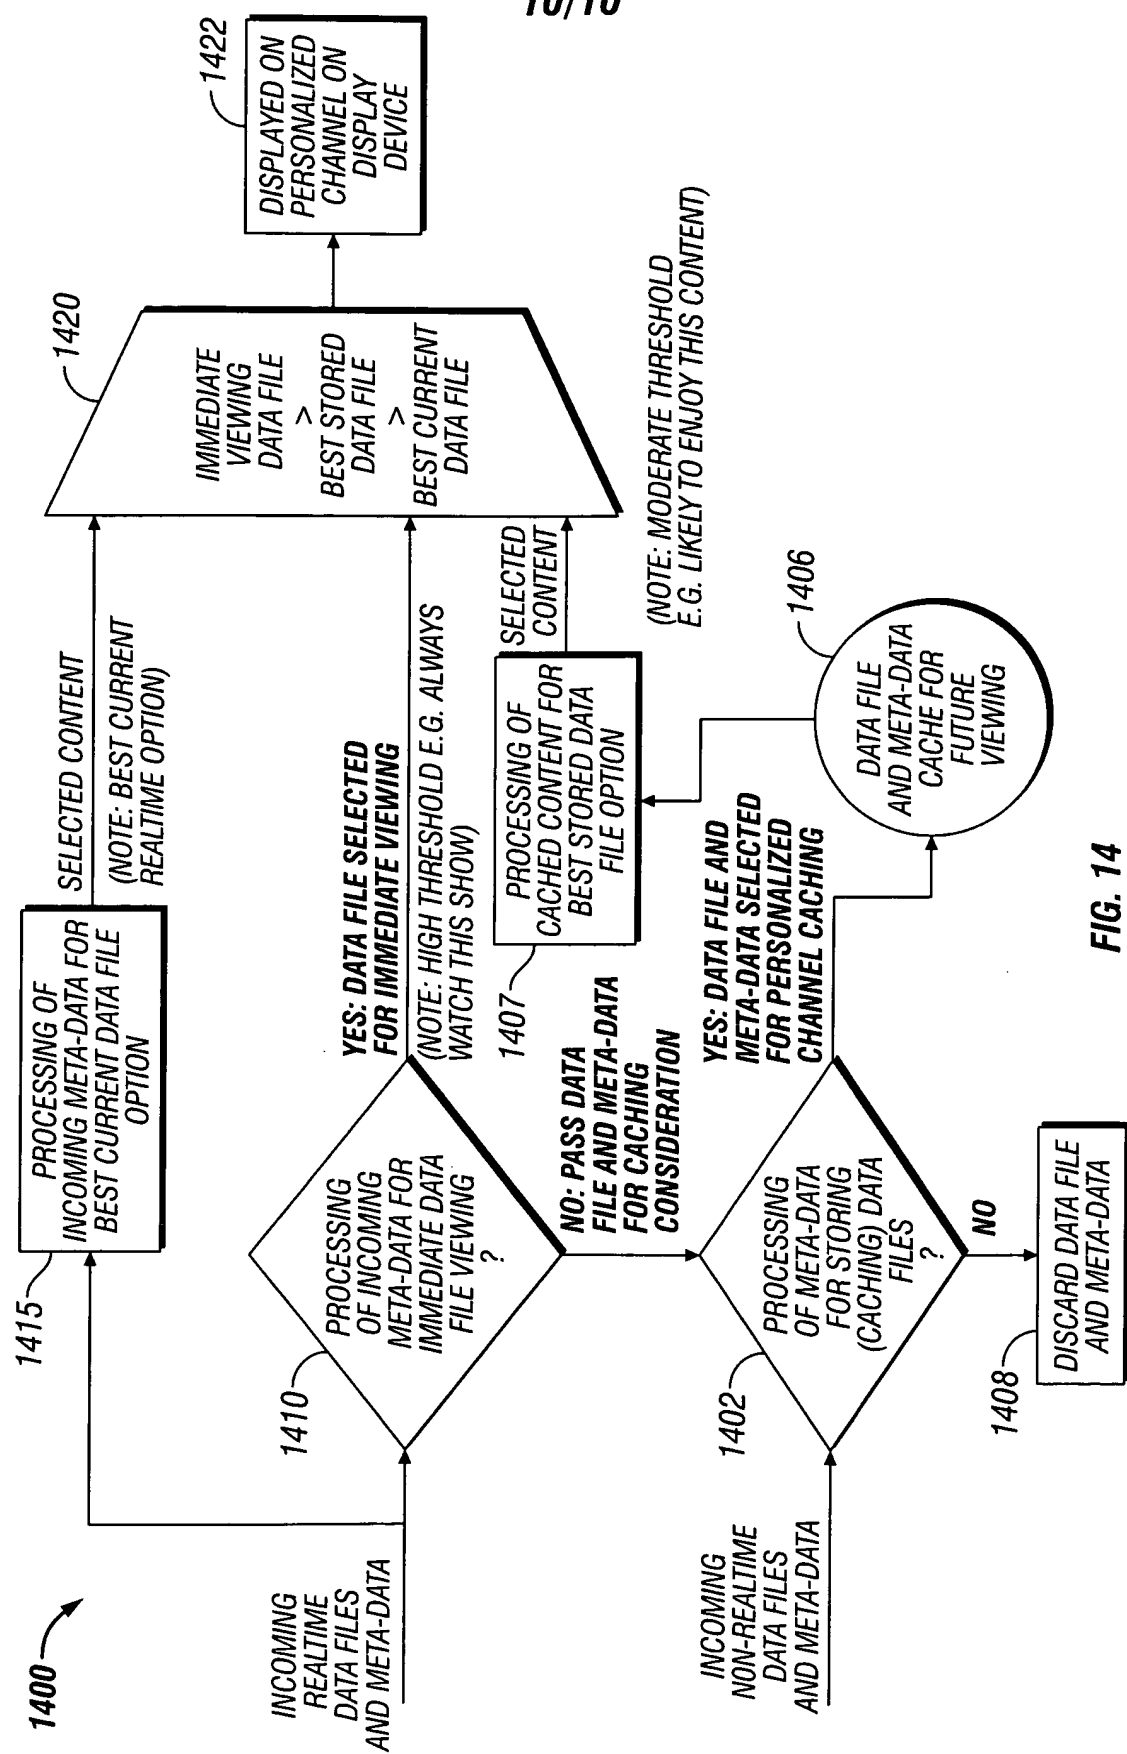 10/10
1400
INCOMING
REALTIME
DATA FILES
AND META-DATA
1415
PROCESSING OF
INCOMING META-DATA FOR
BEST CURRENT DATA FILE
OPTION
SELECTED CONTENT
(NOTE: BEST CURRENT
REALTIME OPTION)
1410
PROCESSING
OF INCOMING
META-DATA FOR
IMMEDIATE DATA
FILE VIEWING
?
YES: DATA FILE SELECTED
FOR IMMEDIATE VIEWING
(NOTE: HIGH THRESHOLD E.G. ALWAYS
WATCH THIS SHOW)
NO: PASS DATA
FILE AND META-DATA
FOR CACHING
CONSIDERATION
1420
IMMEDIATE
VIEWING
DATA FILE
>
BEST STORED
DATA FILE
>
BEST CURRENT
DATA FILE
1422
DISPLAYED ON
PERSONALIZED
CHANNEL ON
DISPLAY
DEVICE
1407
PROCESSING OF
CACHED CONTENT FOR
BEST STORED DATA
FILE OPTION
SELECTED
CONTENT
(NOTE: MODERATE THRESHOLD
E.G. LIKELY TO ENJOY THIS CONTENT)
INCOMING
NON-REALTIME
DATA FILES
AND META-DATA
1402
PROCESSING
OF META-DATA
FOR STORING
(CACHING) DATA
FILES
?
YES: DATA FILE AND
META-DATA SELECTED
FOR PERSONALIZED
CHANNEL CACHING
1406
DATA FILE
AND META-DATA
CACHE FOR
FUTURE
VIEWING
NO
1408
DISCARD DATA FILE
AND META-DATA
FIG. 14